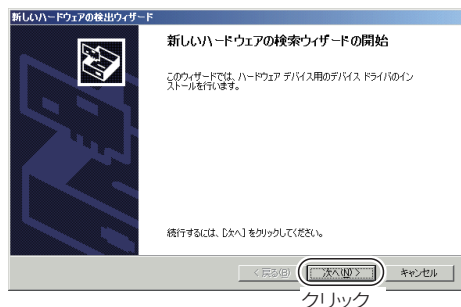 新しいハードウェアの検出ウィザード
新しいハードウェアの検索ウィザードの開始
このウィザードでは、ハードウェア デバイス用のデバイス ドライバのイン
ストールを行います。
続行するには、[次へ] をクリックしてください。
< 戻る(B)
次へ(N) >
キャンセル
クリック